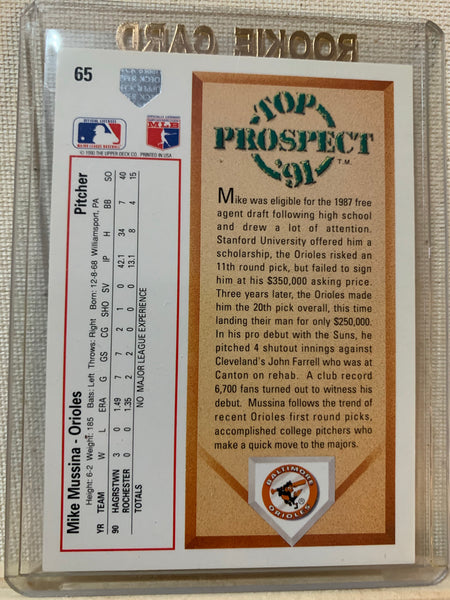 ROOKIE CARD
65
TOP
PROSPECT
'91
T.M.
Mike was eligible for the 1987 free
agent draft following high school
and drew a lot of attention.
Stanford University offered him a
scholarship, the Orioles risked an
11th round pick, but failed to sign
him at his $350,000 asking price.
Three years later, the Orioles made
him the 20th pick overall, this time
landing their man for only $250,000.
In his pro debut with the Suns, he
pitched 4 shutout innings against
Cleveland's John Farrell who was at
Canton on rehab. A club record
6,700 fans turned out to witness his
debut. Mussina follows the trend of
recent Orioles first round picks,
accomplished college pitchers who
make a quick move to the majors.
BALTIMORE
ORIOLES
Mike Mussina - Orioles Pitcher
Height: 6-2 Weight: 185 Bats: Left Throws: Right Born: 12-8-68 Williamsport, PA
YR TEAM W L ERA G GS CG SHO SV IP H BB SO
90 HAGRSTWN 3 0 1.49 7 7 2 1 0 42.1 34 7 40
ROCHESTER 0 0 1.35 2 2 0 0 0 13.1 8 4 15
TOTALS NO MAJOR LEAGUE EXPERIENCE
MLB
© 1990 THE UPPER DECK CO. PRINTED IN USA